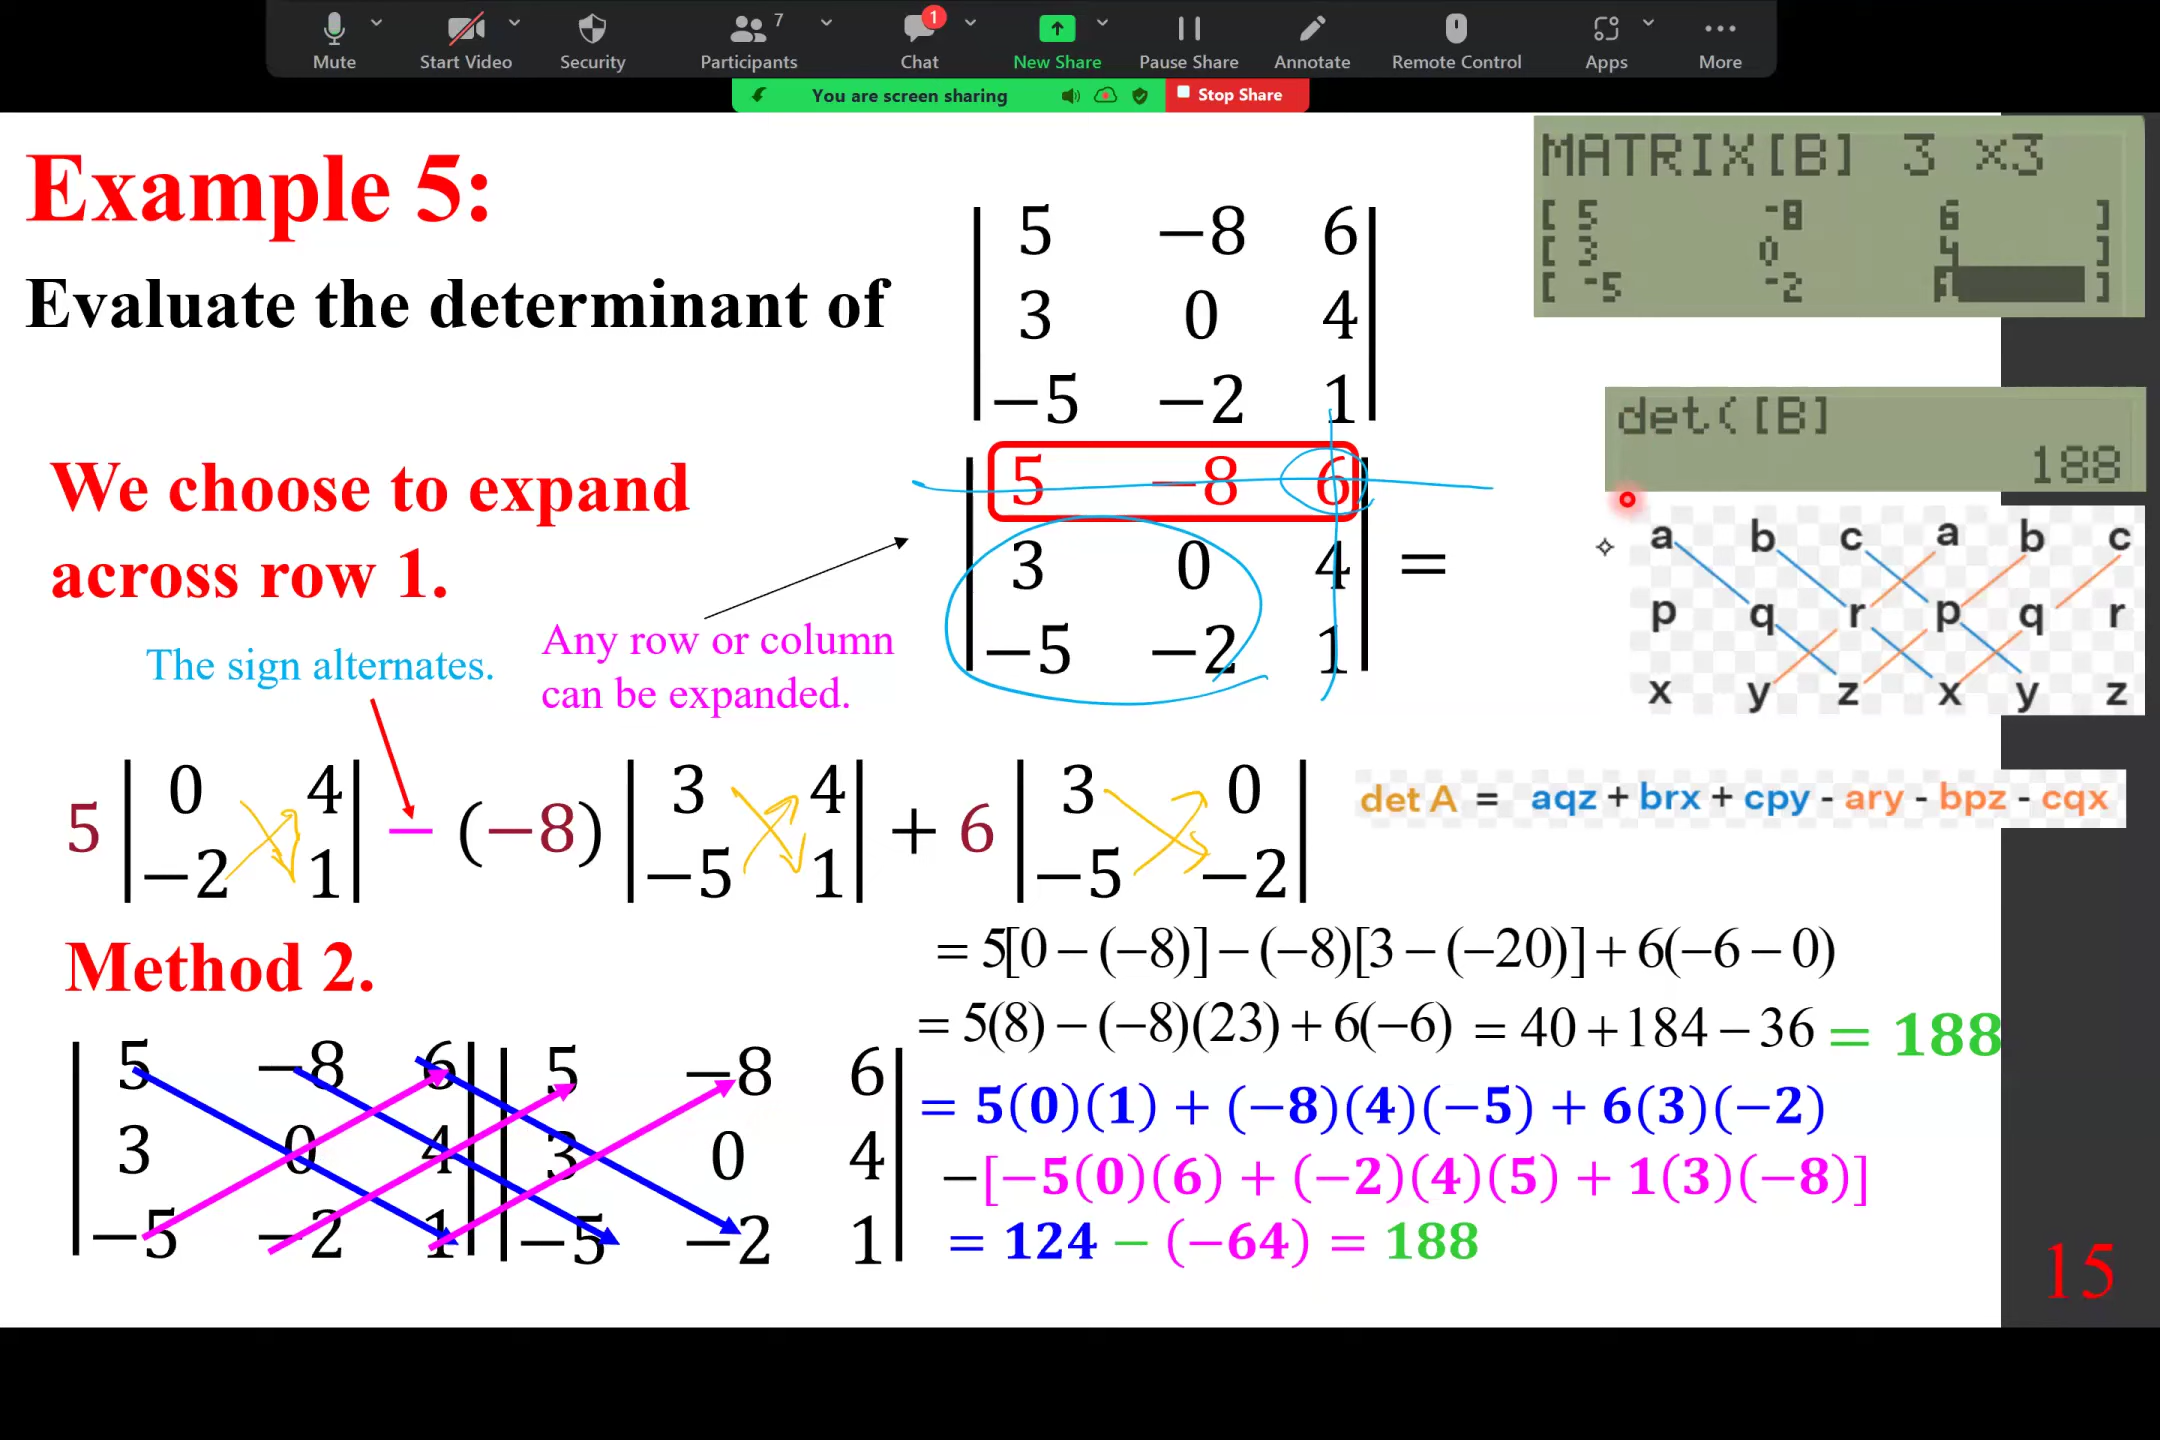 Mute
Start Video
Security
Participants
7
Chat
1
New Share
Pause Share
Annotate
Remote Control
Apps
More
You are screen sharing
Stop Share
Example 5:
Evaluate the determinant of
5 −8 6
3 0 4
−5 −2 1
MATRIX[B] 3 ×3
[ 5 -8 6 ]
[ 3 0 4 ]
[ -5 -2 ]
det([B]
188
We choose to expand
across row 1.
5 −8 6
3 0 4 =
−5 −2 1
The sign alternates.
Any row or column
can be expanded.
a b c a b c
p q r p q r
x y z x y z
det A = aqz + brx + cpy - ary - bpz - cqx
5 | 0 4 | − (−8) | 3 4 | + 6 | 3 0 |
| −2 1 | | −5 1 | | −5 −2 |
= 5[0 − (−8)] − (−8)[3 − (−20)] + 6(−6 − 0)
= 5(8) − (−8)(23) + 6(−6) = 40 + 184 − 36 = 188
Method 2.
5 −8 6 5 −8 6
3 0 4 3 0 4
−5 −2 1 −5 −2 1
= 5(0)(1) + (−8)(4)(−5) + 6(3)(−2)
−[−5(0)(6) + (−2)(4)(5) + 1(3)(−8)]
= 124 − (−64) = 188
15